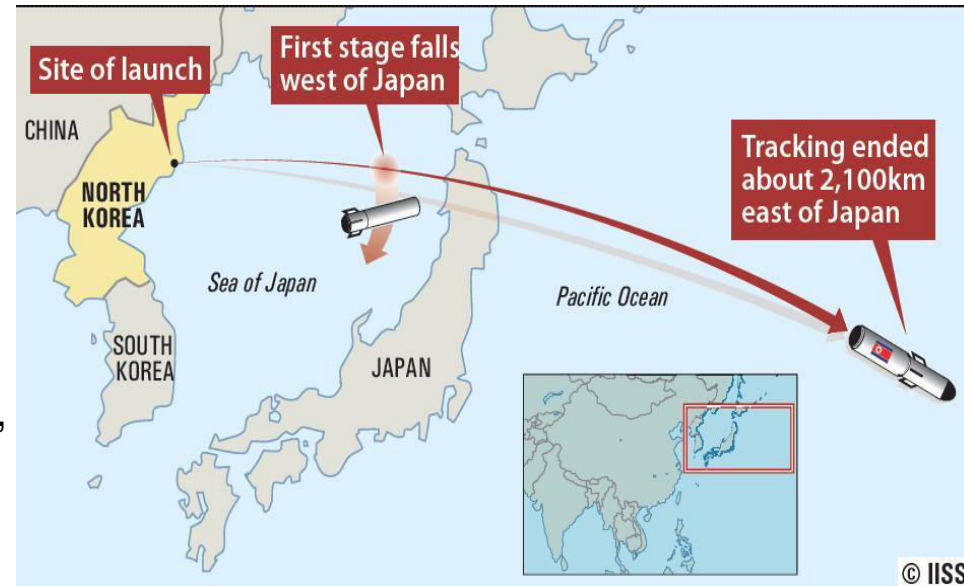 Site of launch
First stage falls
west of Japan
CHINA
NORTH
KOREA
Tracking ended
about 2,100km
east of Japan
Sea of Japan
Pacific Ocean
SOUTH
KOREA
JAPAN
,
© IISS